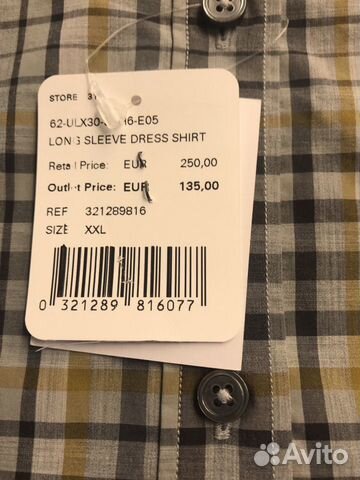 STORE
LONG SLEEVE DRESS SHIRT
Retail Price: EUR 250,00
Outlet Price: EUR 135,00
REF 321289816
SIZE XXL
0 321289 816077
Avito